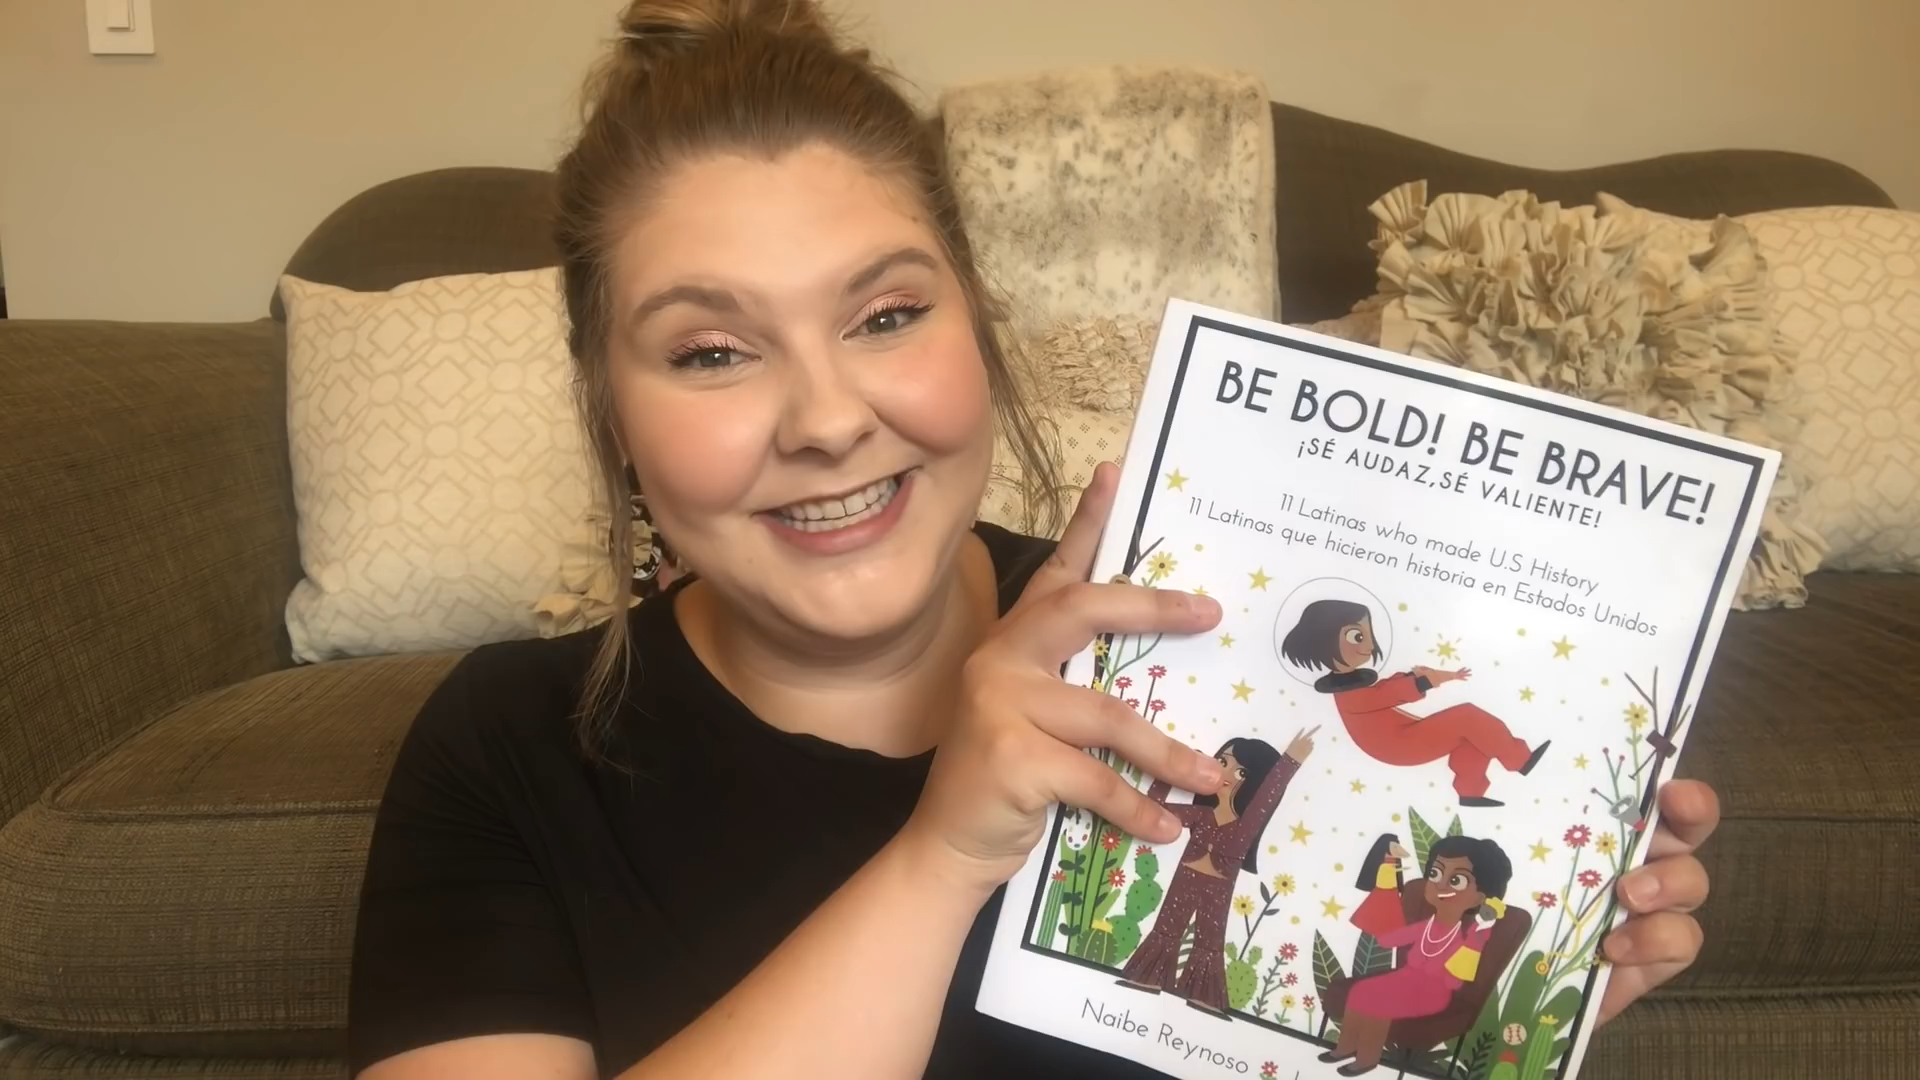 BE BOLD! BE BRAVE!
¡SÉ AUDAZ,SÉ VALIENTE!
11 Latinas who made U.S History
11 Latinas que hicieron historia en Estados Unidos
Naibe Reynoso